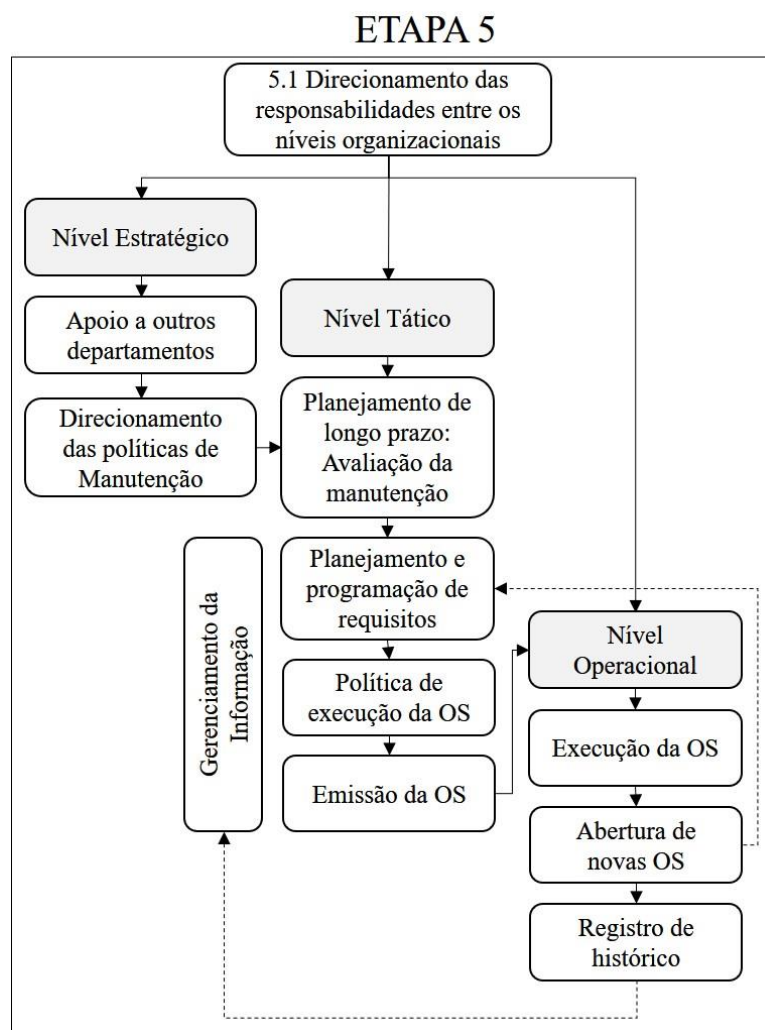 ETAPA 5
5.1 Direcionamento das
responsabilidades entre os
níveis organizacionais
Nível Estratégico
Apoio a outros
departamentos
Direcionamento
das políticas de
Manutenção
Nível Tático
Planejamento de
longo prazo:
Avaliação da
manutenção
Planejamento e
programação de
requisitos
Política de
execução da OS
Emissão da OS
Gerenciamento da
Informação
Nível
Operacional
Execução da OS
Abertura de
novas OS
Registro de
histórico